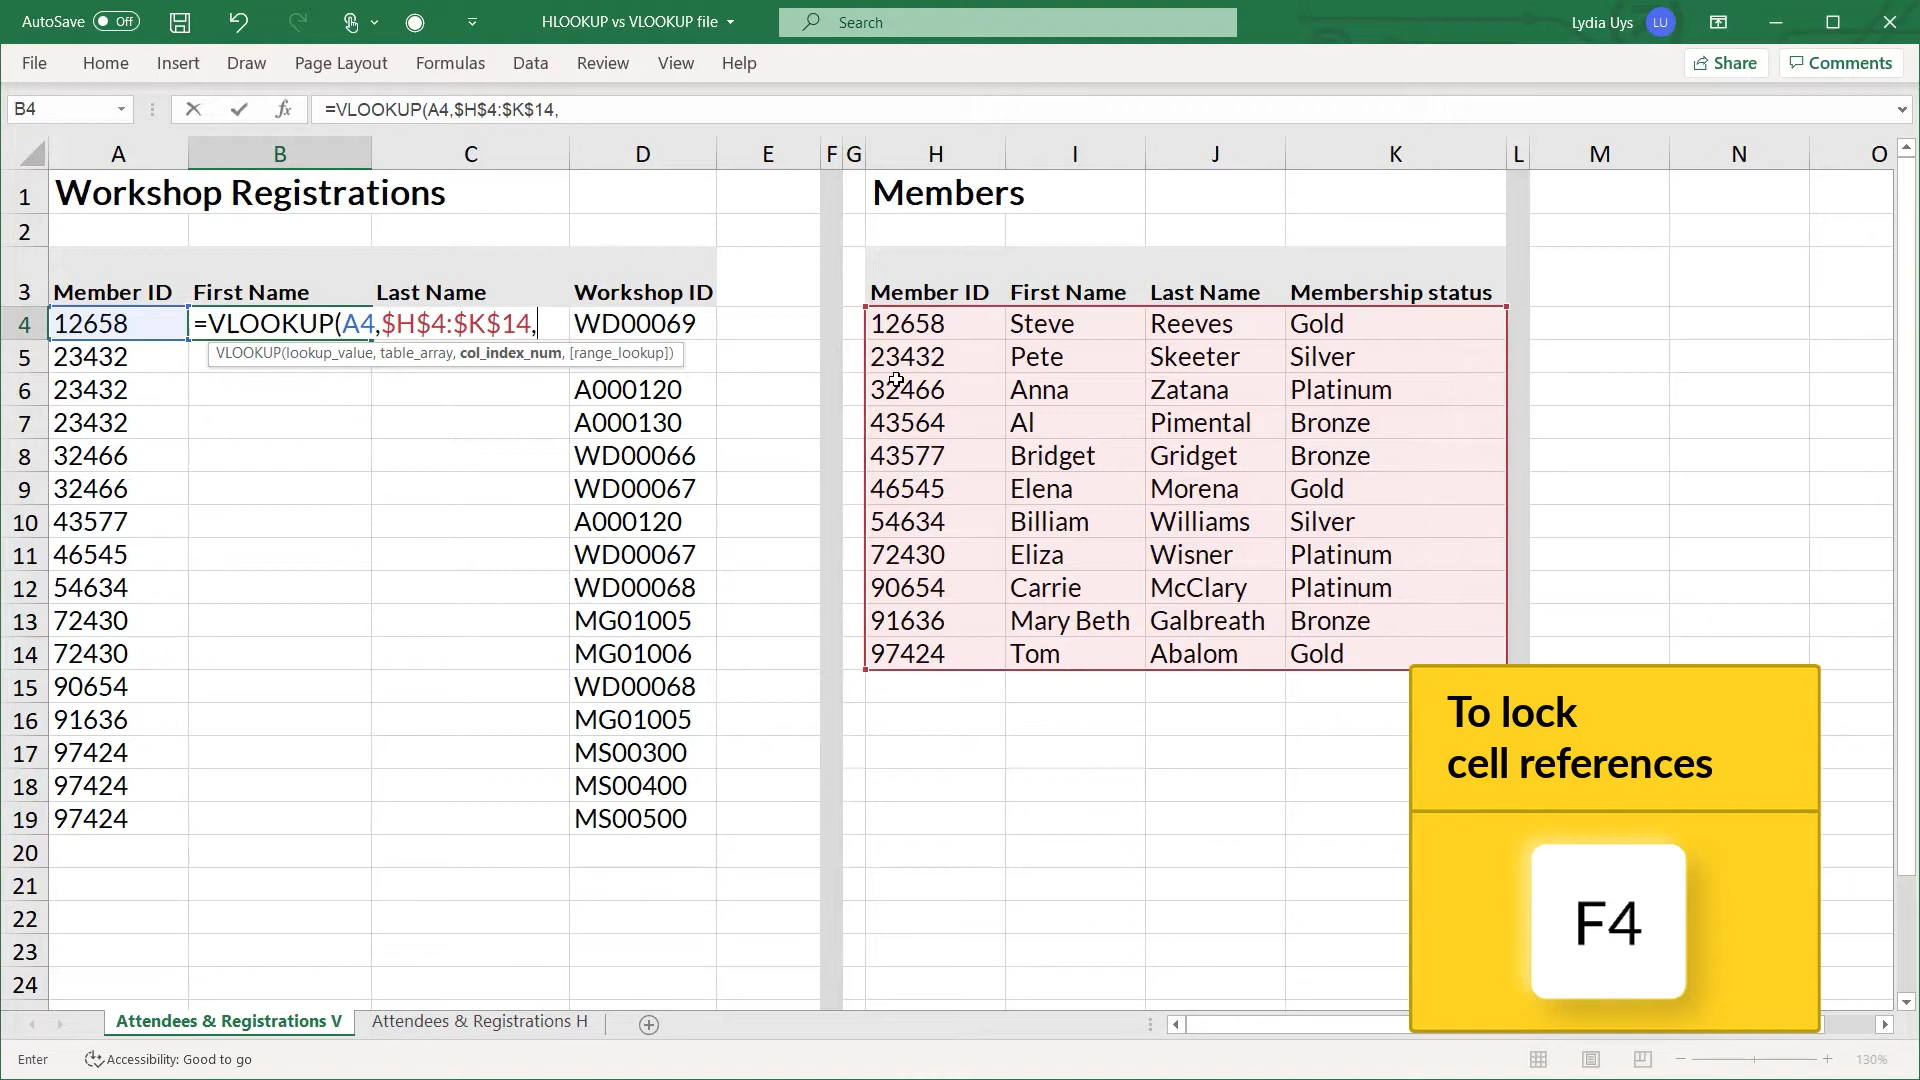 AutoSave Off HLOOKUP vs VLOOKUP file Search Lydia Uys LU
File Home Insert Draw Page Layout Formulas Data Review View Help Share Comments
B4 fx =VLOOKUP(A4,$H$4:$K$14,
A B C D E F G H I J K L M N O
1 Workshop Registrations Members
2
3 Member ID First Name Last Name Workshop ID Member ID First Name Last Name Membership status
4 12658 =VLOOKUP(A4,$H$4:$K$14, WD00069 12658 Steve Reeves Gold
VLOOKUP(lookup_value, table_array, col_index_num, [range_lookup])
5 23432 23432 Pete Skeeter Silver
6 23432 A000120 32466 Anna Zatana Platinum
7 23432 A000130 43564 Al Pimental Bronze
8 32466 WD00066 43577 Bridget Gridget Bronze
9 32466 WD00067 46545 Elena Morena Gold
10 43577 A000120 54634 Billiam Williams Silver
11 46545 WD00067 72430 Eliza Wisner Platinum
12 54634 WD00068 90654 Carrie McClary Platinum
13 72430 MG01005 91636 Mary Beth Galbreath Bronze
14 72430 MG01006 97424 Tom Abalom Gold
15 90654 WD00068
16 91636 MG01005
17 97424 MS00300
18 97424 MS00400
19 97424 MS00500
20
21
22
23
24
To lock
cell references
F4
Attendees & Registrations V Attendees & Registrations H
Enter Accessibility: Good to go 130%